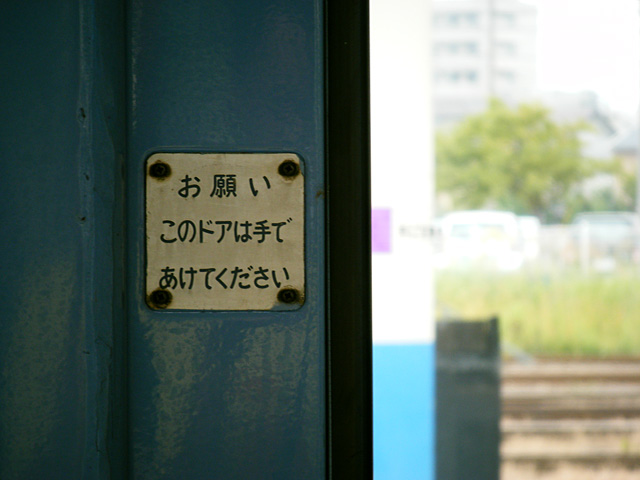 お願い
このドアは手で
あけてください